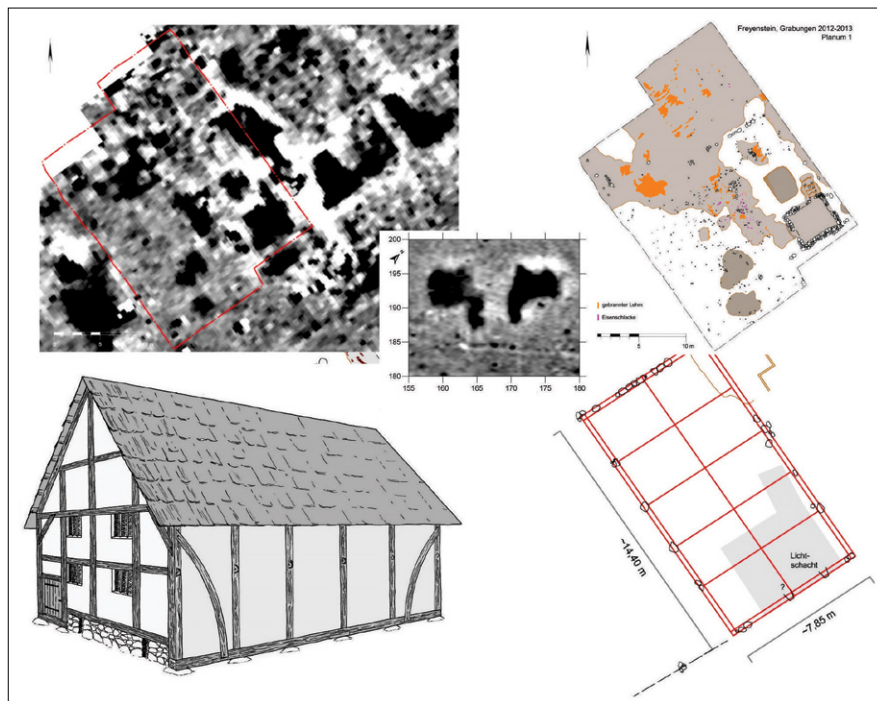 Freyenstein, Grabungen 2012-2013
Planum 1
gebrannter Lehm
Eisenschlacke
5
10 m
5
200
195
190
185
180
155
160
165
170
175
180
~14,40 m
Licht-
schacht
?
~7,85 m